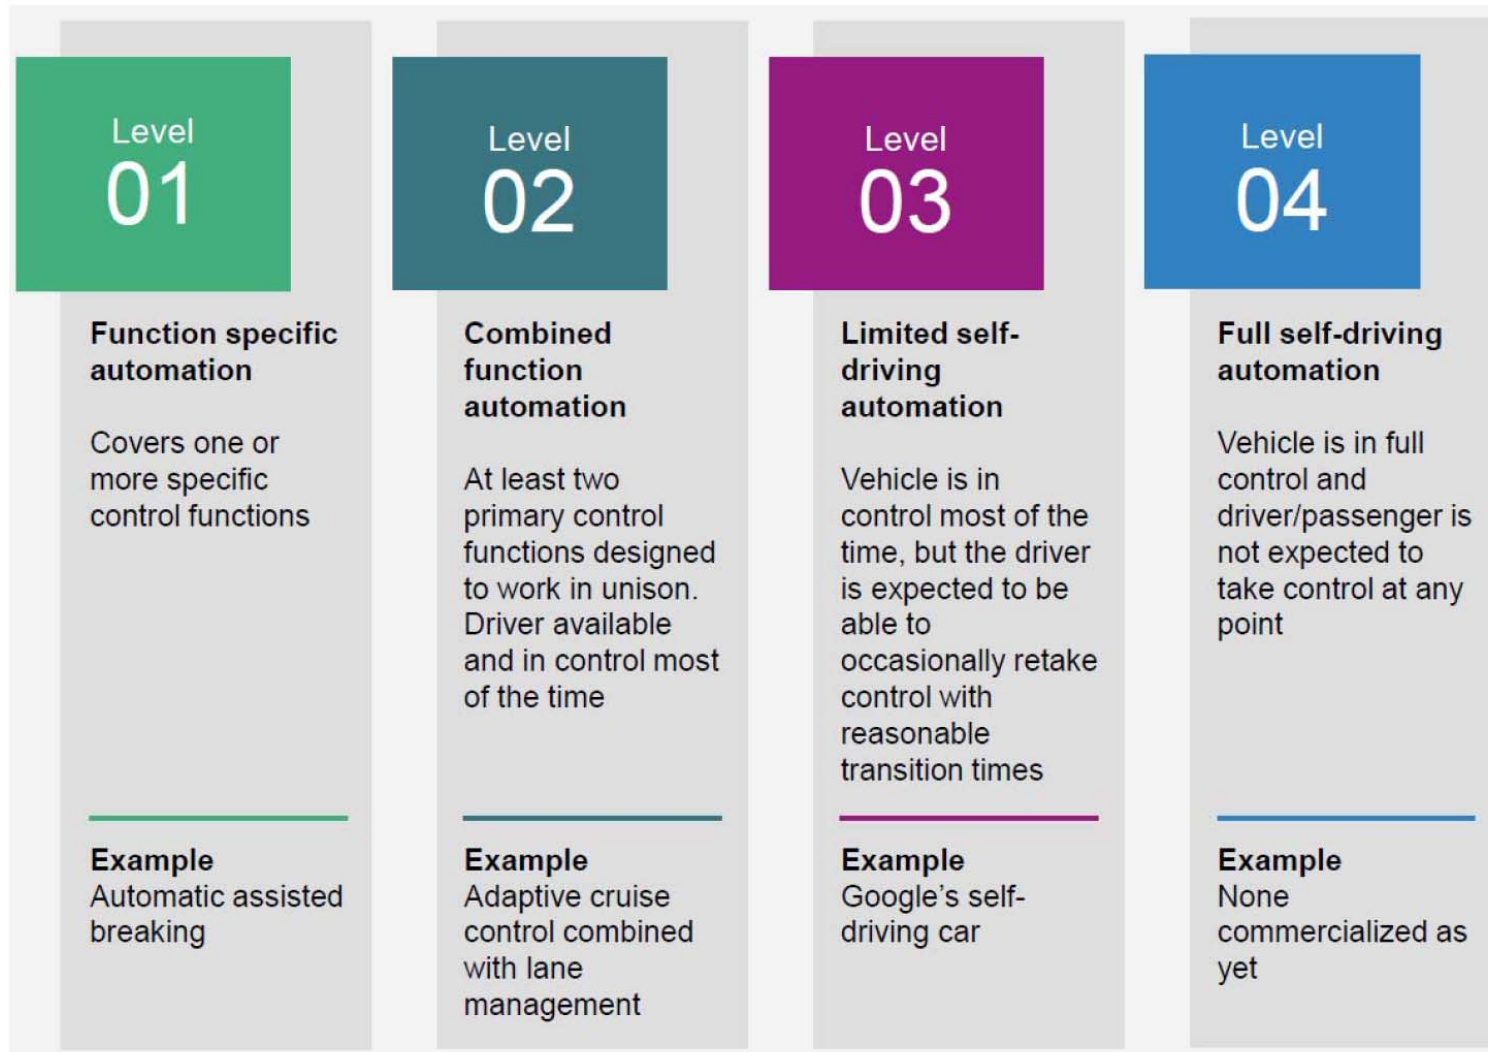 Level
01
Function specific
automation
Covers one or
more specific
control functions
Example
Automatic assisted
breaking
Level
02
Combined
function
automation
At least two
primary control
functions designed
to work in unison.
Driver available
and in control most
of the time
Example
Adaptive cruise
control combined
with lane
management
Level
03
Limited self-
driving
automation
Vehicle is in
control most of the
time, but the driver
is expected to be
able to
occasionally retake
control with
reasonable
transition times
Example
Google’s self-
driving car
Level
04
Full self-driving
automation
Vehicle is in full
control and
driver/passenger is
not expected to
take control at any
point
Example
None
commercialized as
yet